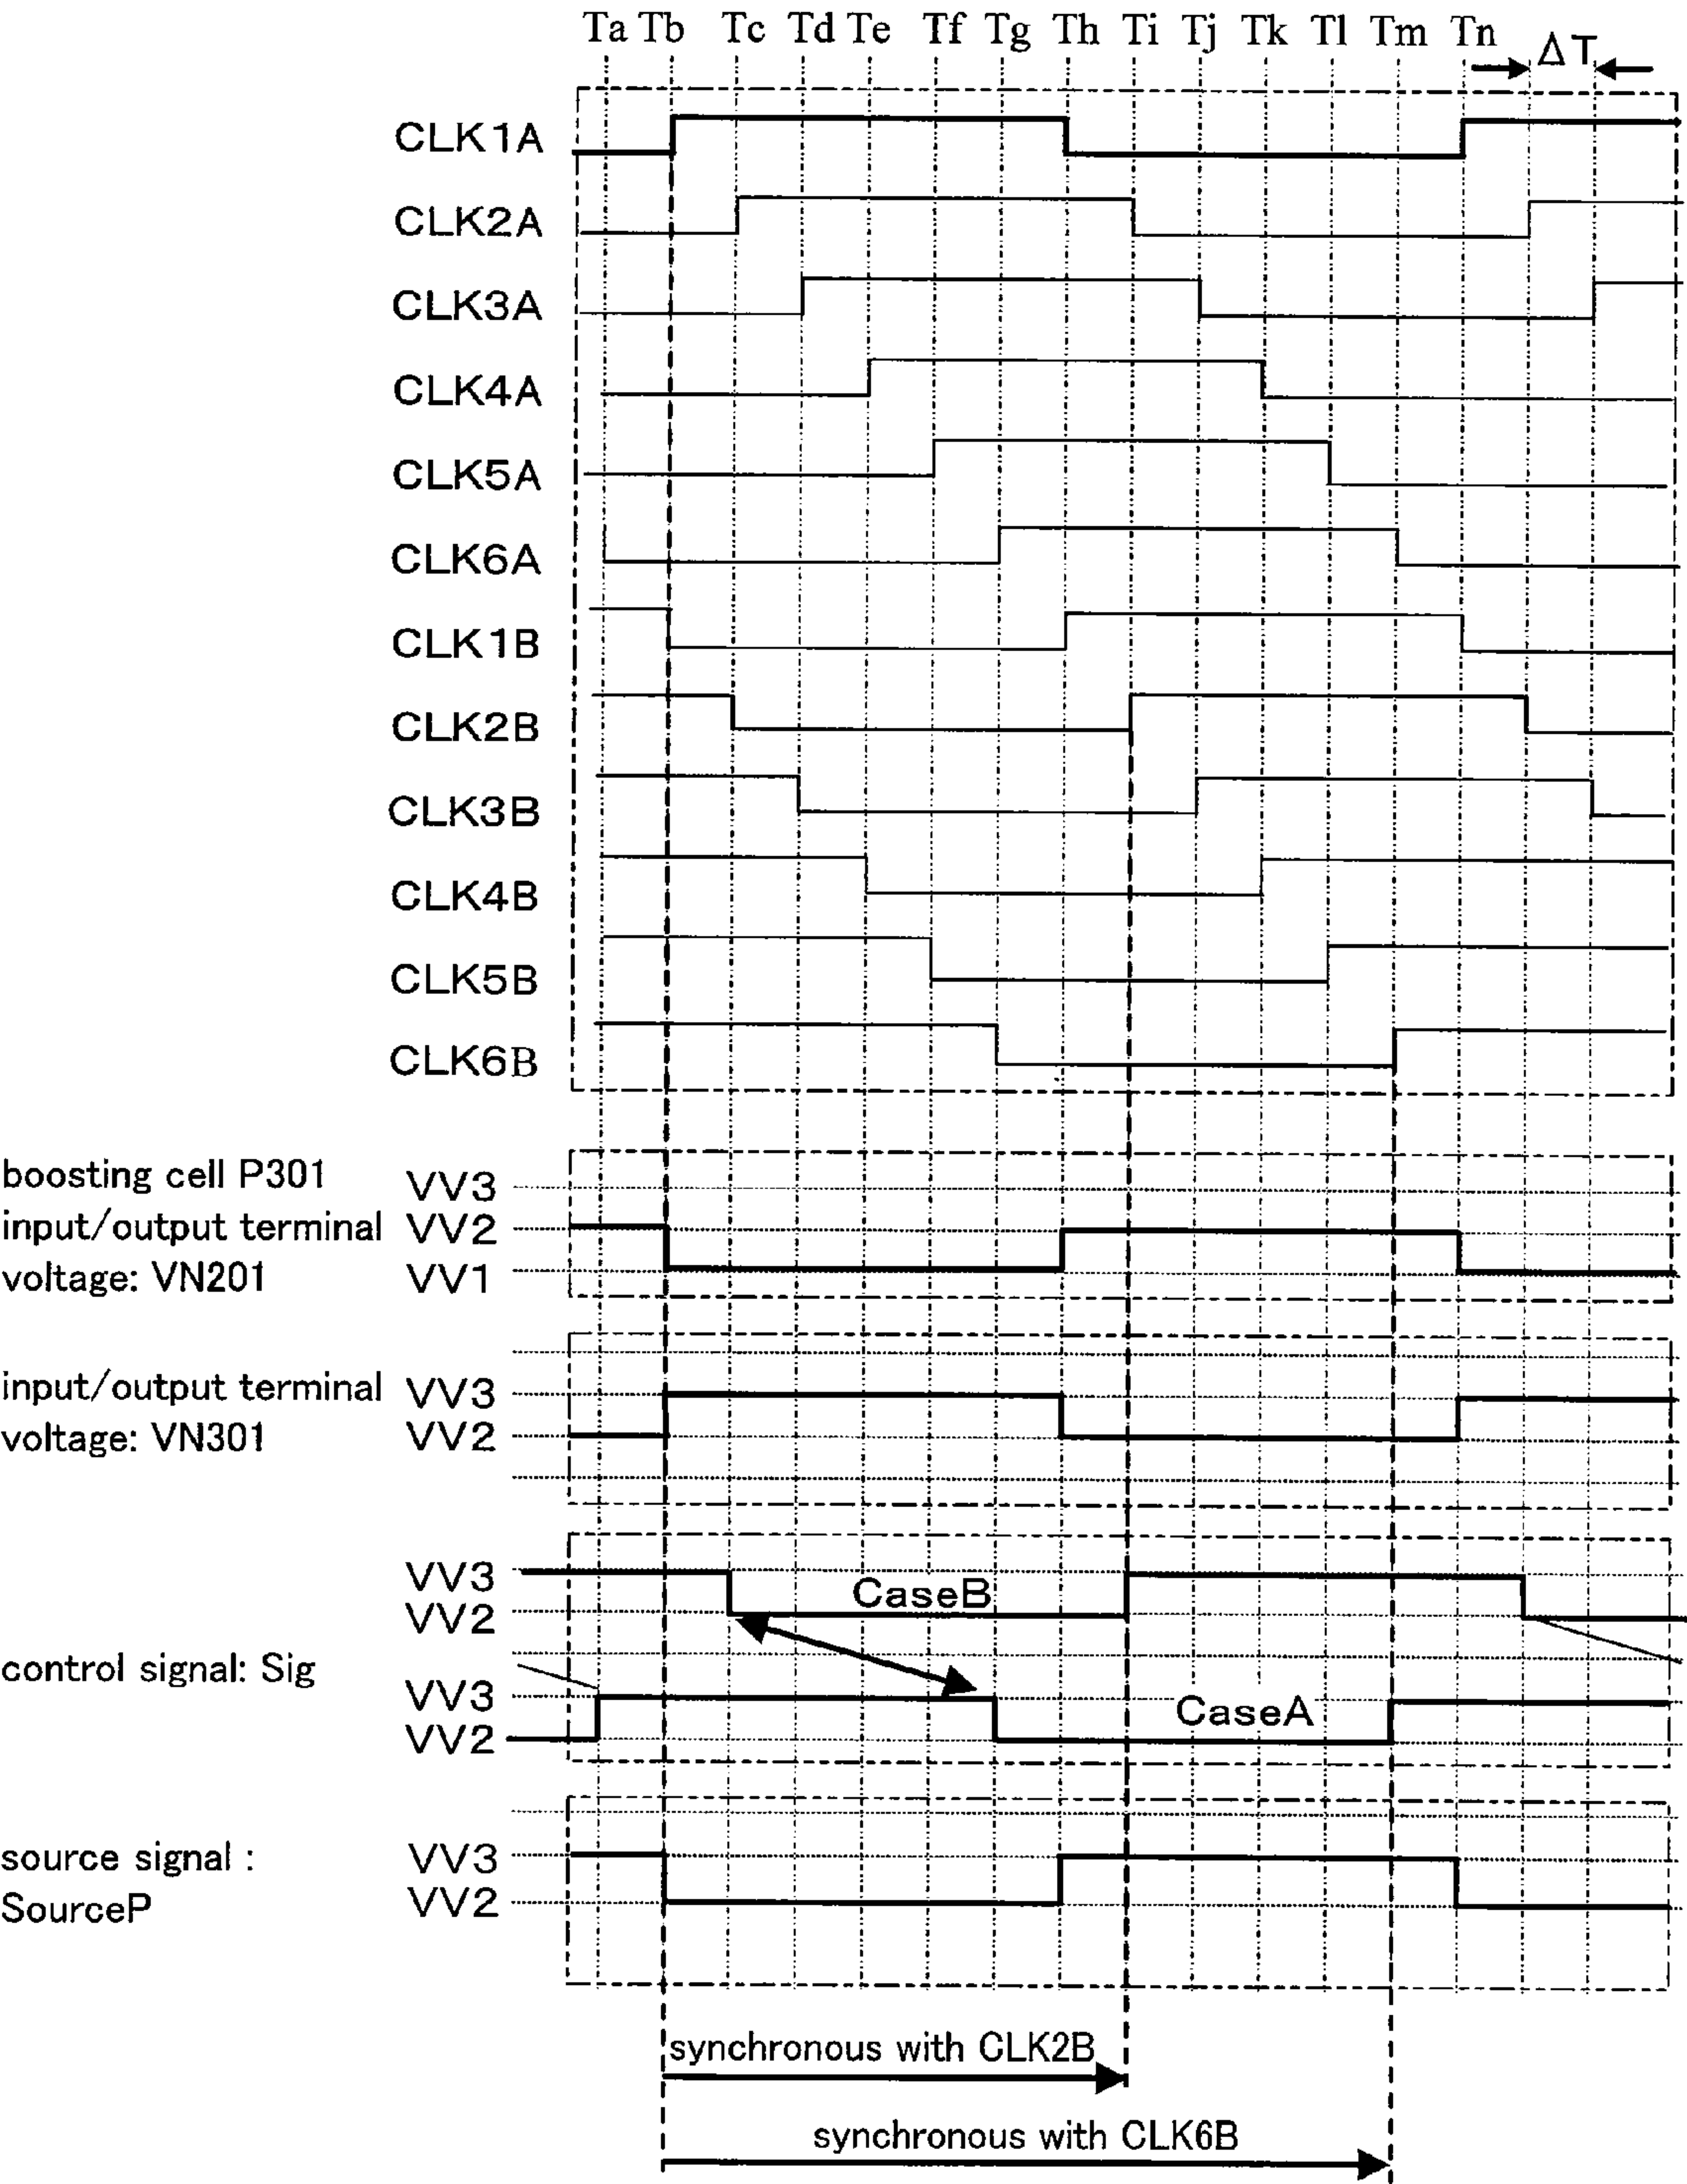 Ta Tb Tc Td Te Tf Tg Th Ti Tj Tk Tl Tm Tn ΔT
CLK1A
CLK2A
CLK3A
CLK4A
CLK5A
CLK6A
CLK1B
CLK2B
CLK3B
CLK4B
CLK5B
CLK6B
boosting cell P301 VV3
input/output terminal VV2
voltage: VN201 VV1
input/output terminal VV3
voltage: VN301 VV2
VV3 CaseB
VV2
control signal: Sig
VV3 CaseA
VV2
source signal : VV3
SourceP VV2
synchronous with CLK2B
synchronous with CLK6B